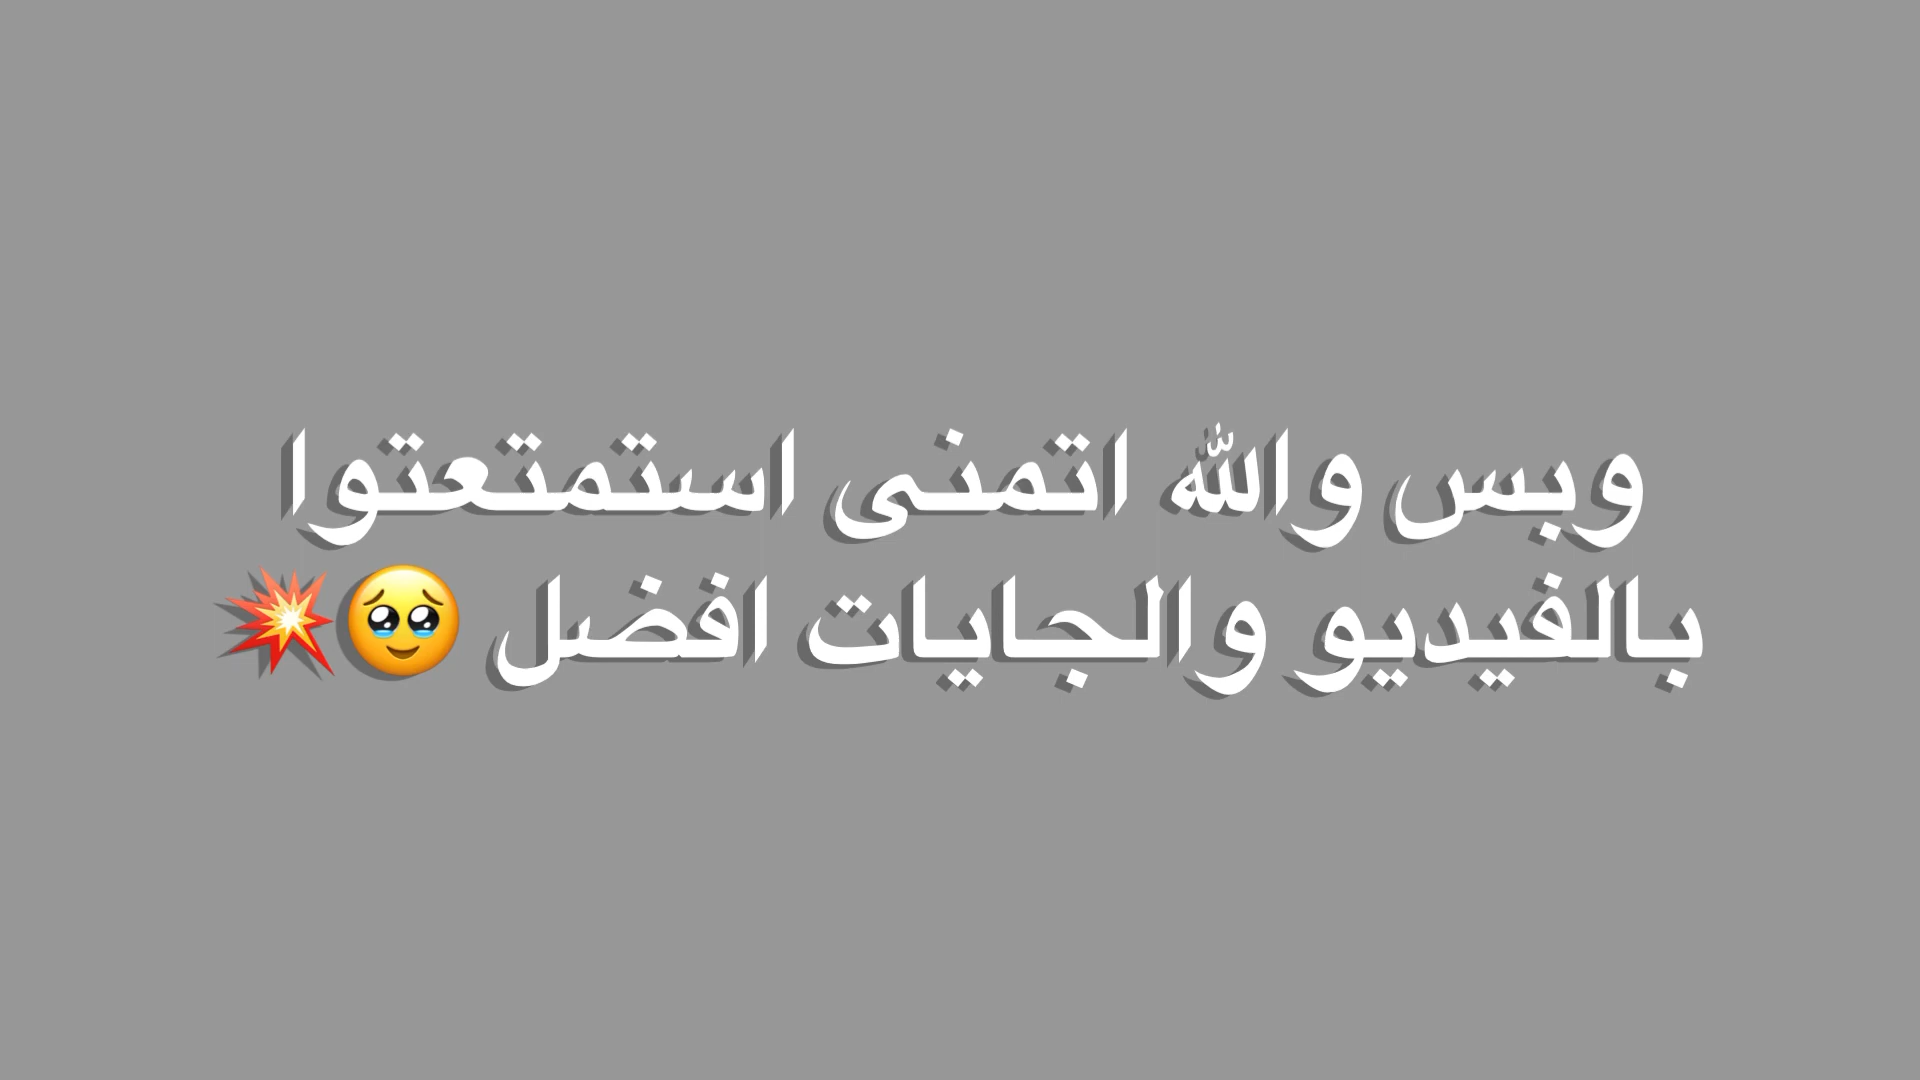 وبس والله اتمنى استمتعتوا
بالفيديو والجايات افضل 🥹💥